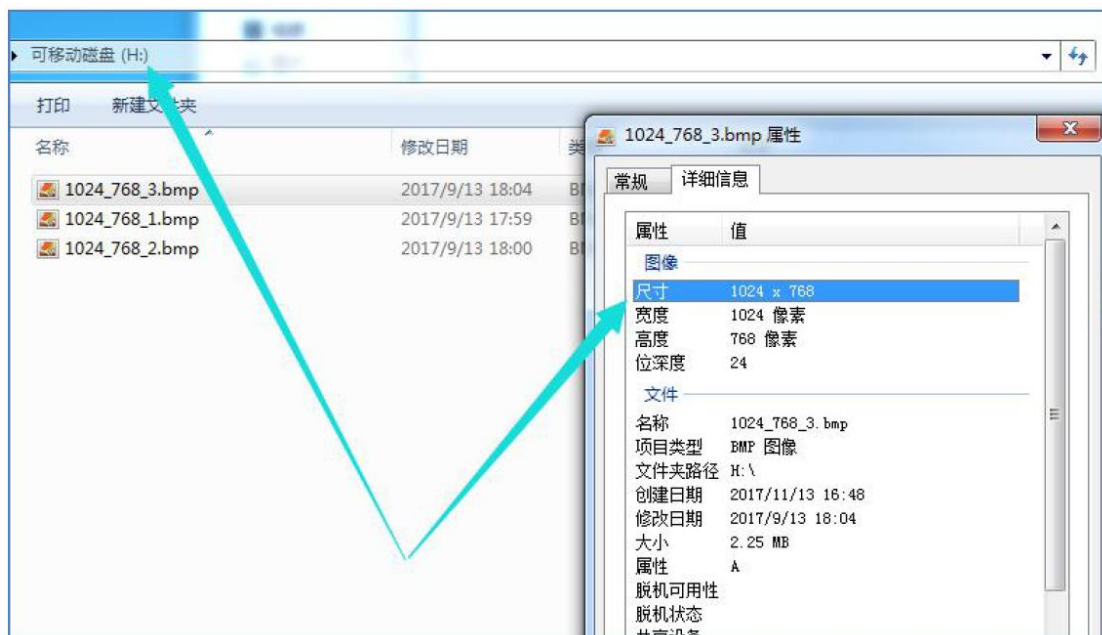 可移动磁盘 (H:)
打印 新建文件夹
名称 修改日期 类
1024_768_3.bmp 2017/9/13 18:04
1024_768_1.bmp 2017/9/13 17:59
1024_768_2.bmp 2017/9/13 18:00
1024_768_3.bmp 属性
常规 详细信息
属性 值
图像
尺寸 1024 x 768
宽度 1024 像素
高度 768 像素
位深度 24
文件
名称 1024_768_3.bmp
项目类型 BMP 图像
文件夹路径 H:\
创建日期 2017/11/13 16:48
修改日期 2017/9/13 18:04
大小 2.25 MB
属性 A
脱机可用性
脱机状态
共享设备